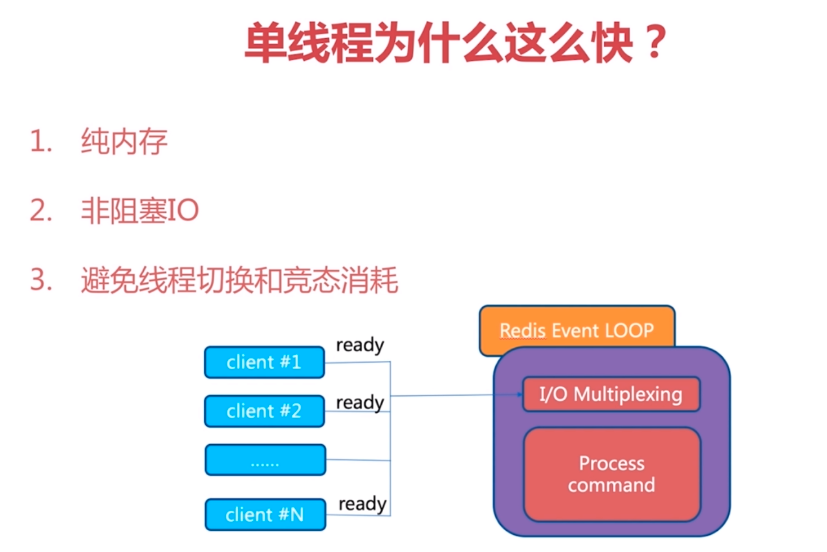 单线程为什么这么快？
1. 纯内存
2. 非阻塞IO
3. 避免线程切换和竞态消耗
ready
Redis Event LOOP
client #1
I/O Multiplexing
ready
client #2
......
Process
command
ready
client #N